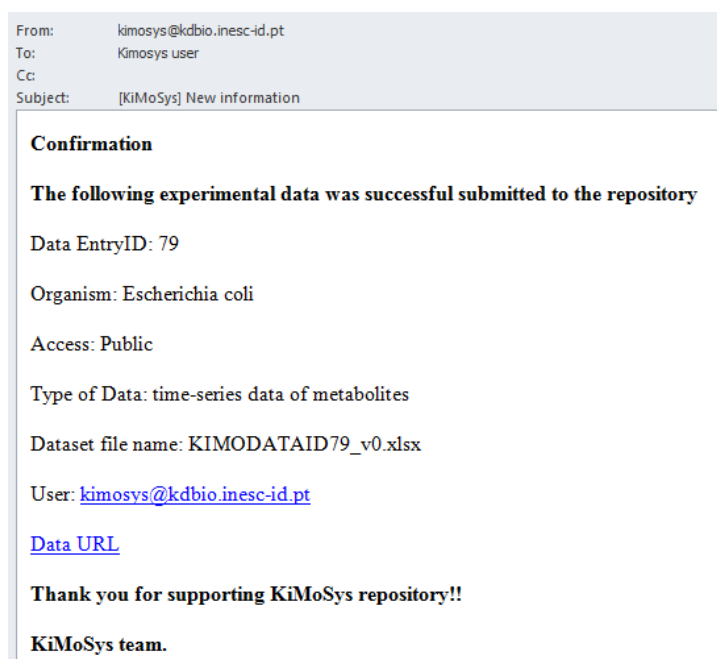 From: kimosys@kdbio.inesc-id.pt
To: Kimosys user
Cc:
Subject: [KiMoSys] New information
Confirmation
The following experimental data was successful submitted to the repository
Data EntryID: 79
Organism: Escherichia coli
Access: Public
Type of Data: time-series data of metabolites
Dataset file name: KIMODATAID79_v0.xlsx
User: kimosys@kdbio.inesc-id.pt
Data URL
Thank you for supporting KiMoSys repository!!
KiMoSys team.